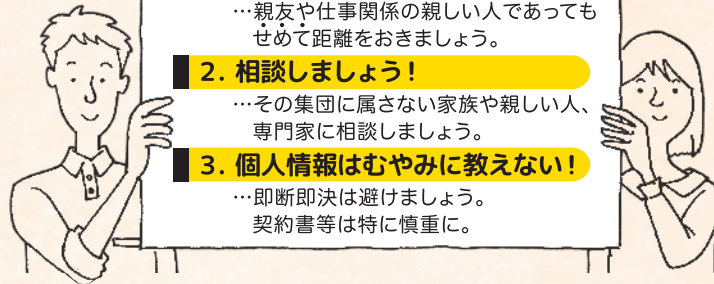 …親友や仕事関係の親しい人であっても
せめて距離をおきましょう。
2. 相談しましょう!
…その集団に属さない家族や親しい人、
専門家に相談しましょう。
3. 個人情報はむやみに教えない!
…即断即決は避けましょう。
契約書等は特に慎重に。